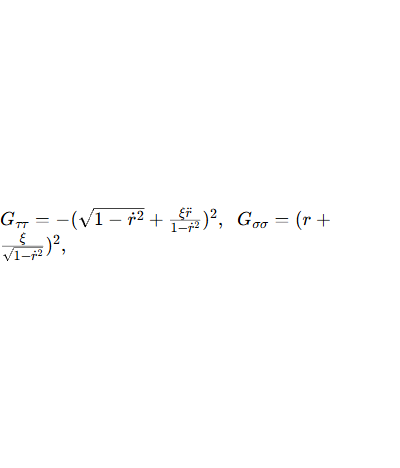 $G_{\tau\tau} = -(\sqrt{1-\dot{r}^2} + \frac{\xi \ddot{r}}{1-\dot{r}^2})^2, \;\; G_{\sigma\sigma} = (r +$
$\frac{\xi}{\sqrt{1-\dot{r}^2}})^2,$